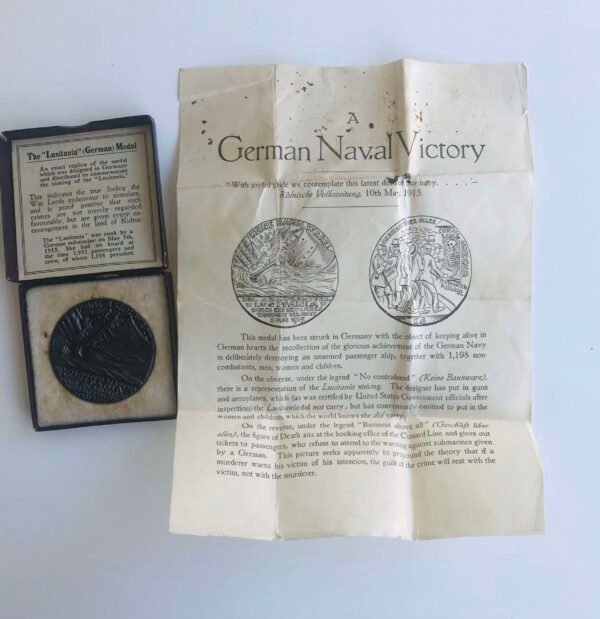 The "Lusitania" (German) Medal
An exact replica of the medal
which was designed in Germany
and distributed to commemorate
the sinking of the "Lusitania."
This indicates the true feeling the
War Lords endeavour to stimulate,
and is proof positive that such
crimes are not merely regarded
favourably, but are given every en-
couragement in the land of Kultur.
The "Lusitania" was sunk by a
German submarine on May 7th,
1915. She had on board at
the time 1,951 passengers and
crew, of whom 1,198 perished.
A
German Naval Victory
"With joyful pride we contemplate this latest deed of our navy.
Kölnische Volkszeitung, 10th May, 1915.
This medal has been struck in Germany with the object of keeping alive in
German hearts the recollection of the glorious achievement of the German Navy
in deliberately destroying an unarmed passenger ship, together with 1,198 non-
combatants, men, women and children.
On the obverse, under the legend "No contraband" (Keine Bannware),
there is a representation of the Lusitania sinking. The designer has put in guns
and aeroplanes, which (as was certified by United States Government officials after
inspection) the Lusitania did not carry; but has conveniently omitted to put in the
women and children, which the world knows she did carry.
On the reverse, under the legend "Business above all" (Geschäft über
alles), the figure of Death sits at the booking office of the Cunard Line and gives out
tickets to passengers, who refuse to attend to the warning against submarines given
by a German. This picture seeks apparently to propound the theory that if a
murderer warns his victim of his intention, the guilt of the crime will rest with the
victim, not with the murderer.